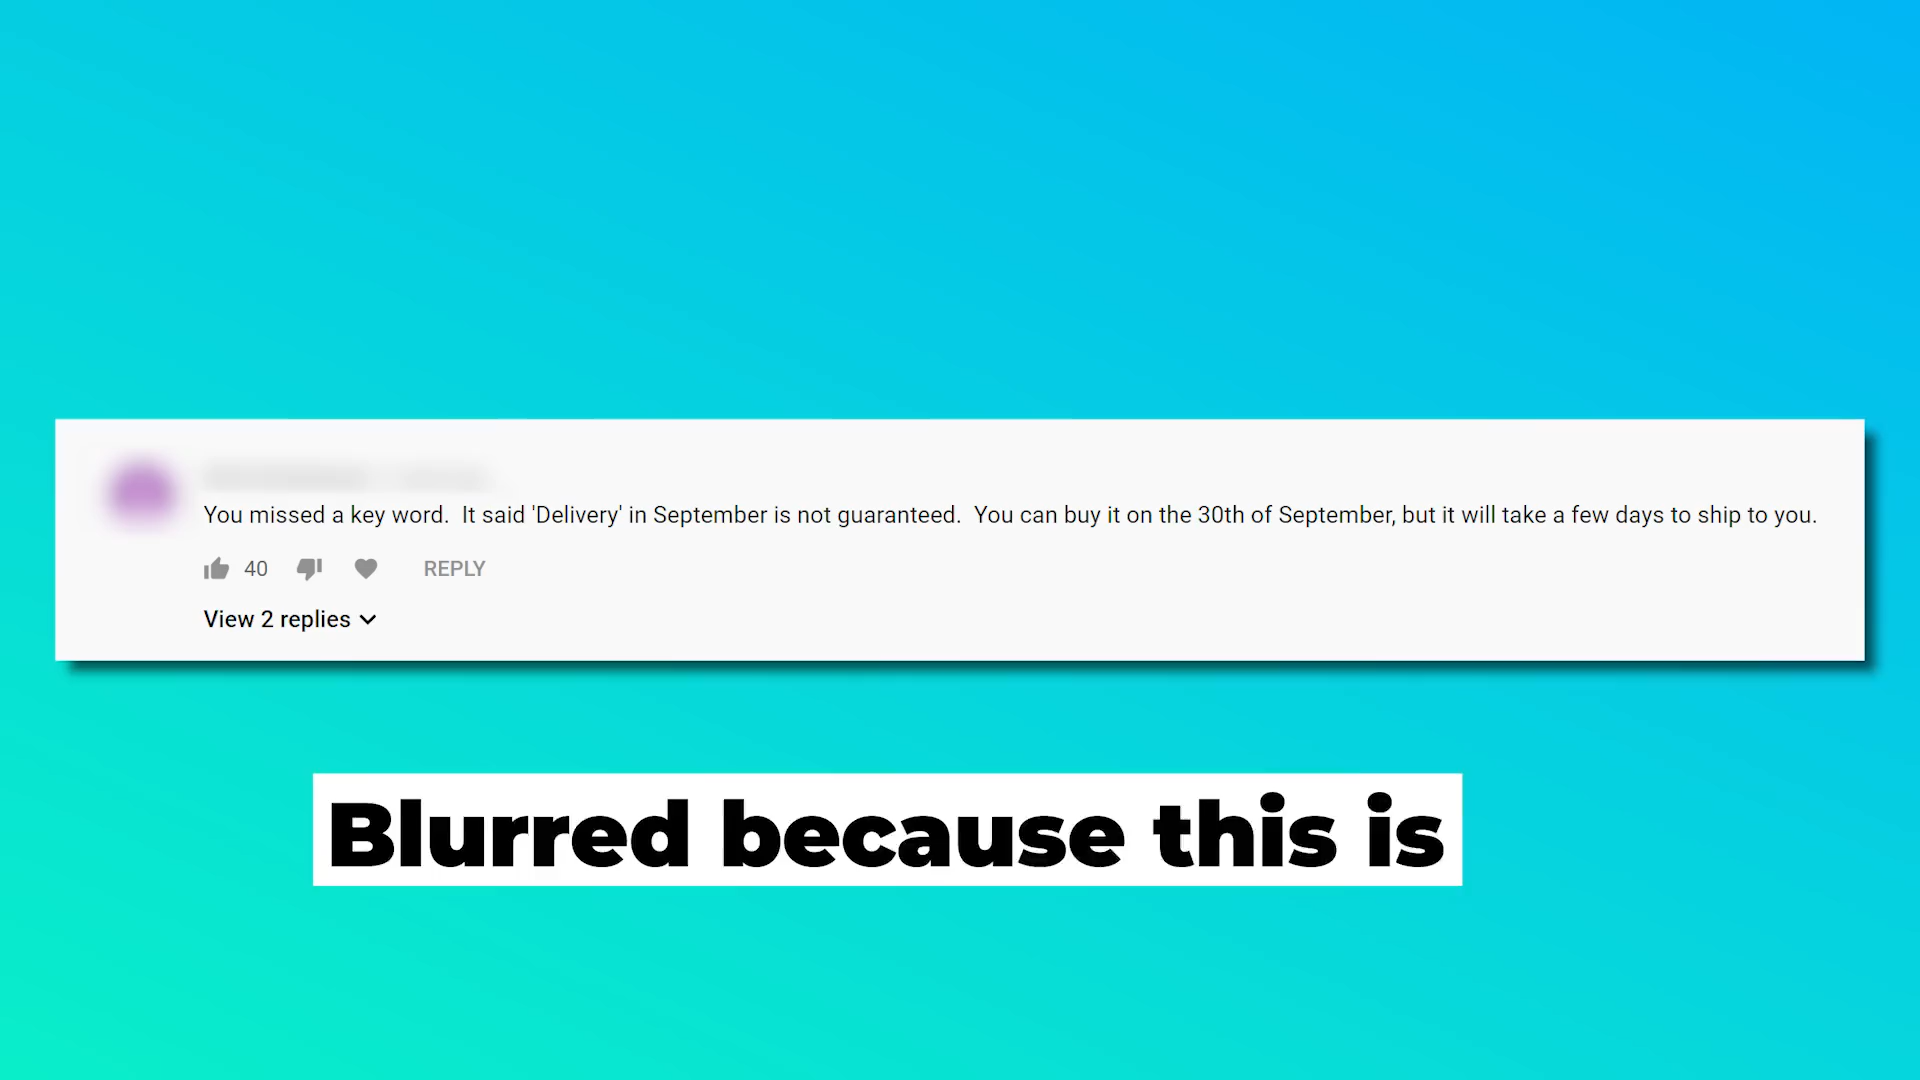 You missed a key word.  It said 'Delivery' in September is not guaranteed.  You can buy it on the 30th of September, but it will take a few days to ship to you.
40 REPLY
View 2 replies
Blurred because this is